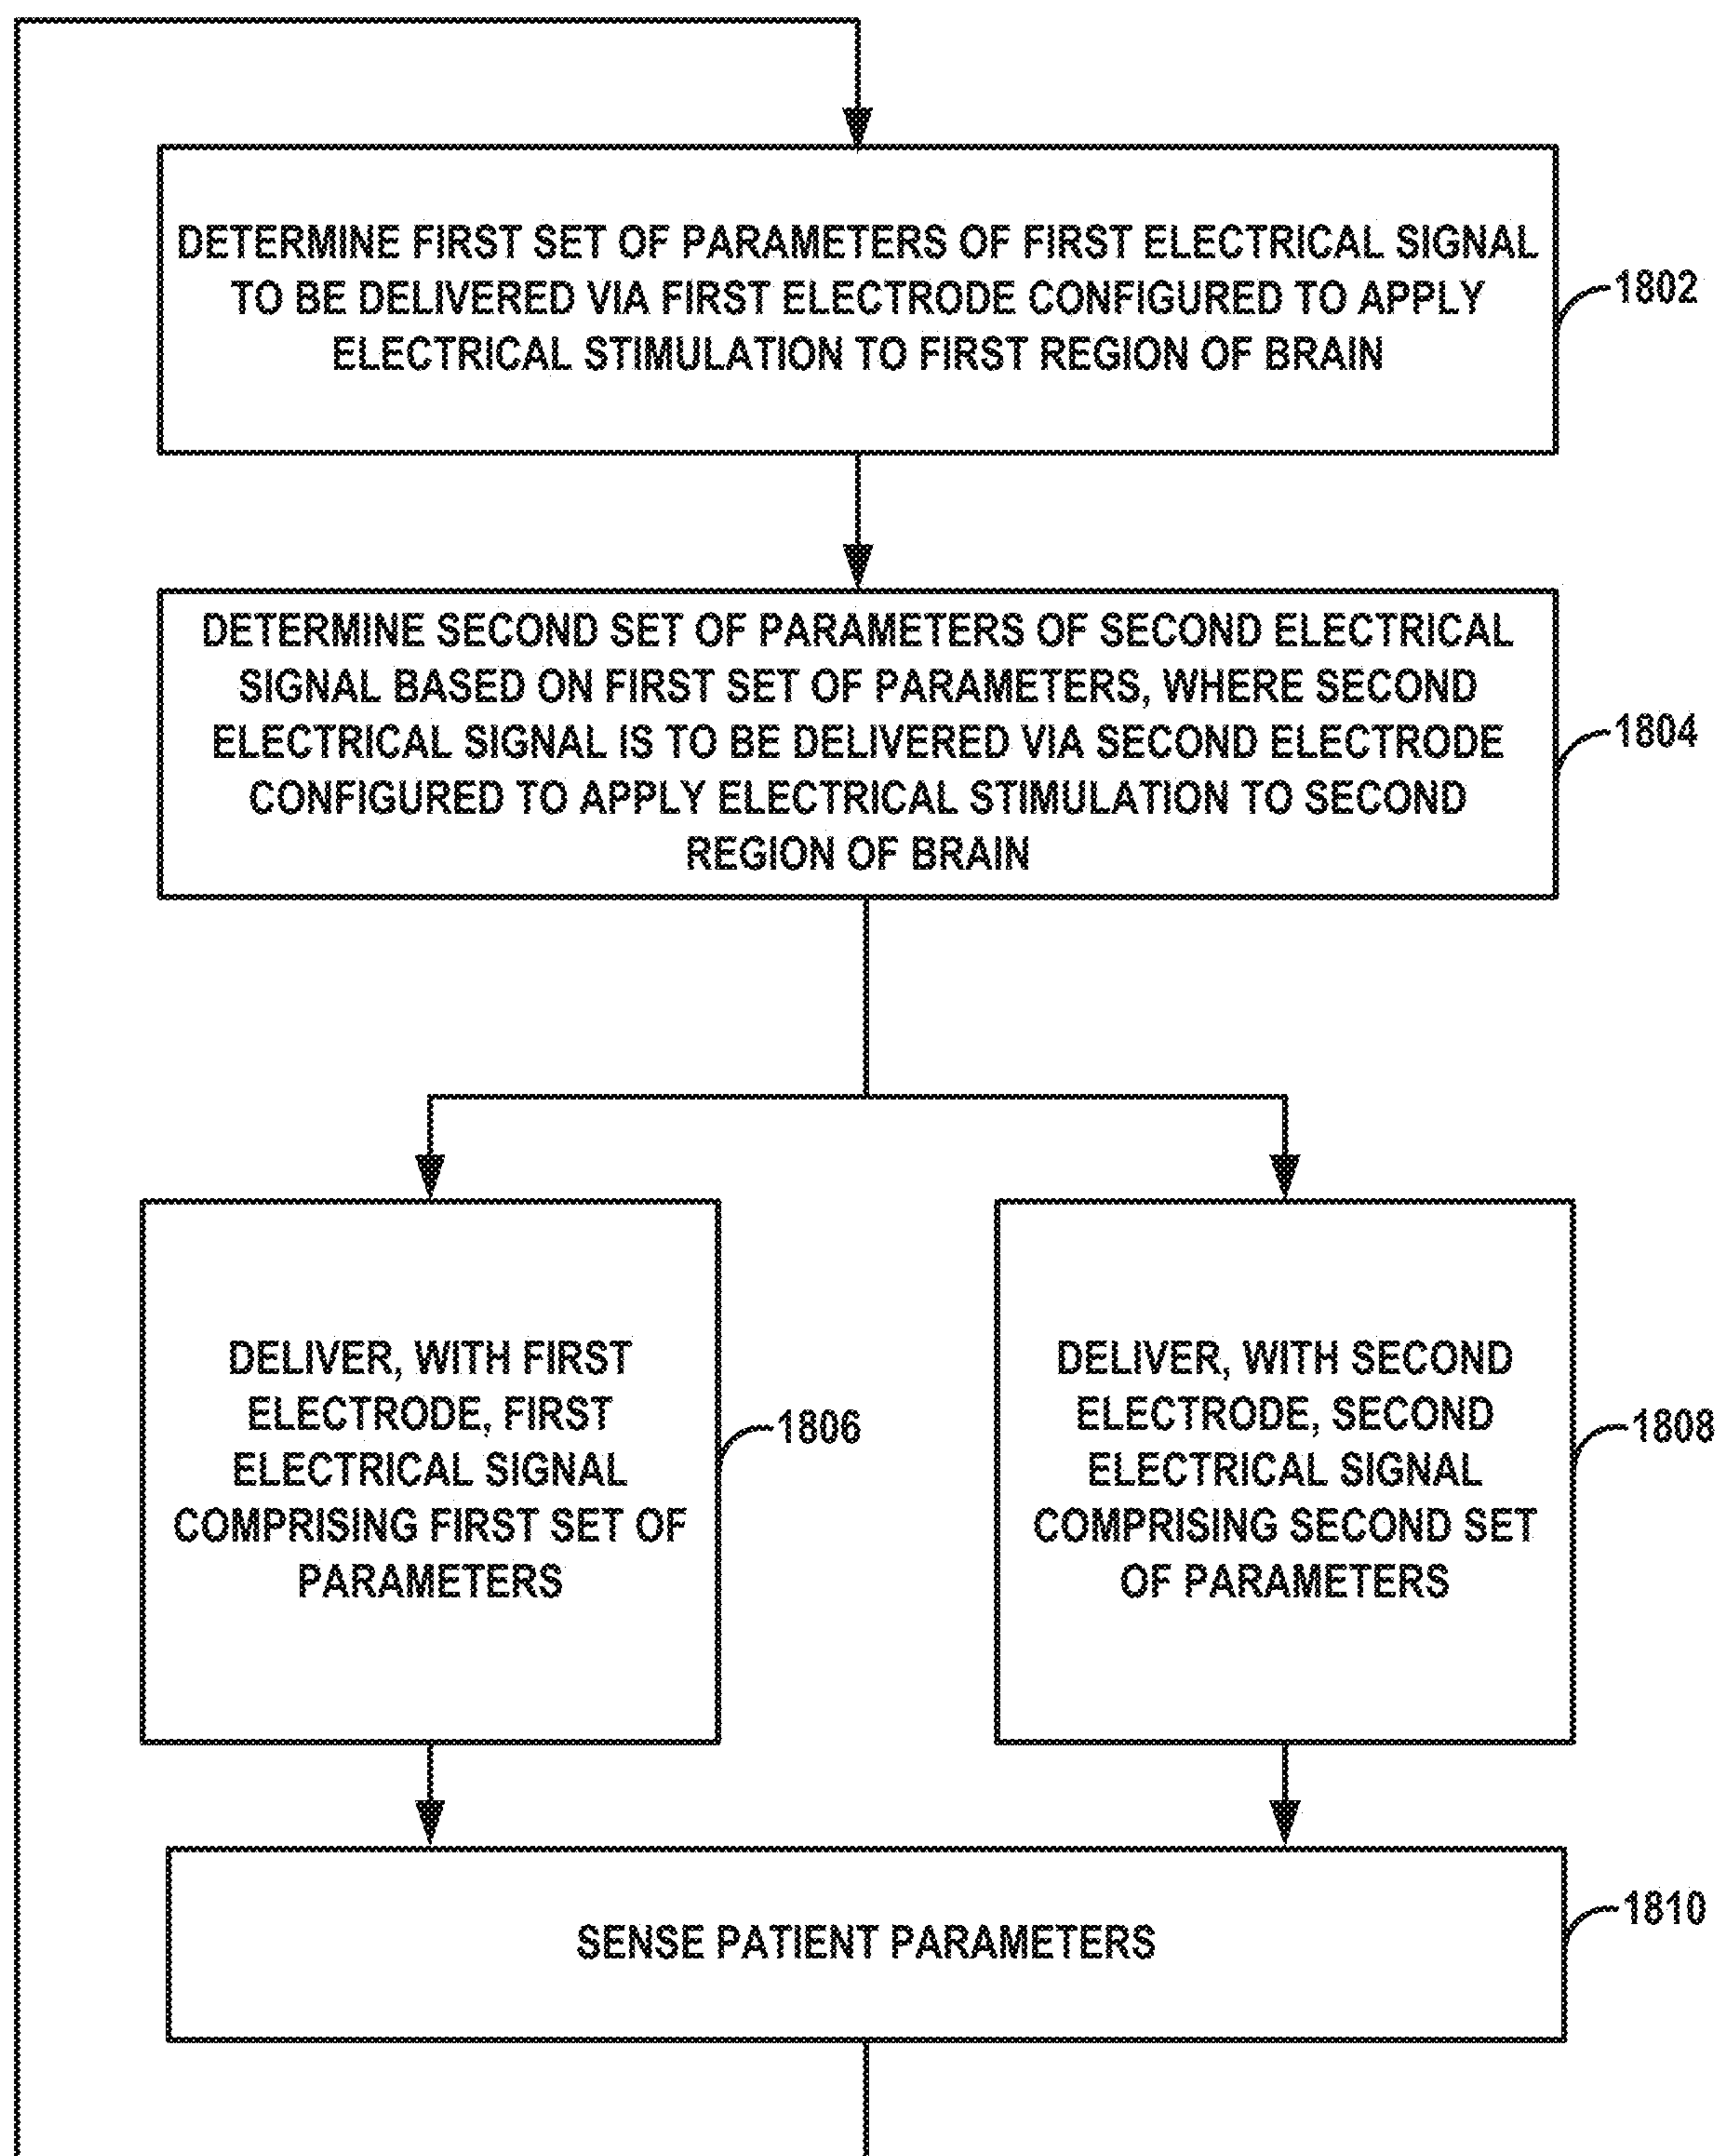 DETERMINE FIRST SET OF PARAMETERS OF FIRST ELECTRICAL SIGNAL
TO BE DELIVERED VIA FIRST ELECTRODE CONFIGURED TO APPLY
ELECTRICAL STIMULATION TO FIRST REGION OF BRAIN
1802
DETERMINE SECOND SET OF PARAMETERS OF SECOND ELECTRICAL
SIGNAL BASED ON FIRST SET OF PARAMETERS, WHERE SECOND
ELECTRICAL SIGNAL IS TO BE DELIVERED VIA SECOND ELECTRODE
CONFIGURED TO APPLY ELECTRICAL STIMULATION TO SECOND
REGION OF BRAIN
1804
DELIVER, WITH FIRST
ELECTRODE, FIRST
ELECTRICAL SIGNAL
COMPRISING FIRST SET OF
PARAMETERS
1806
DELIVER, WITH SECOND
ELECTRODE, SECOND
ELECTRICAL SIGNAL
COMPRISING SECOND SET
OF PARAMETERS
1808
SENSE PATIENT PARAMETERS
1810